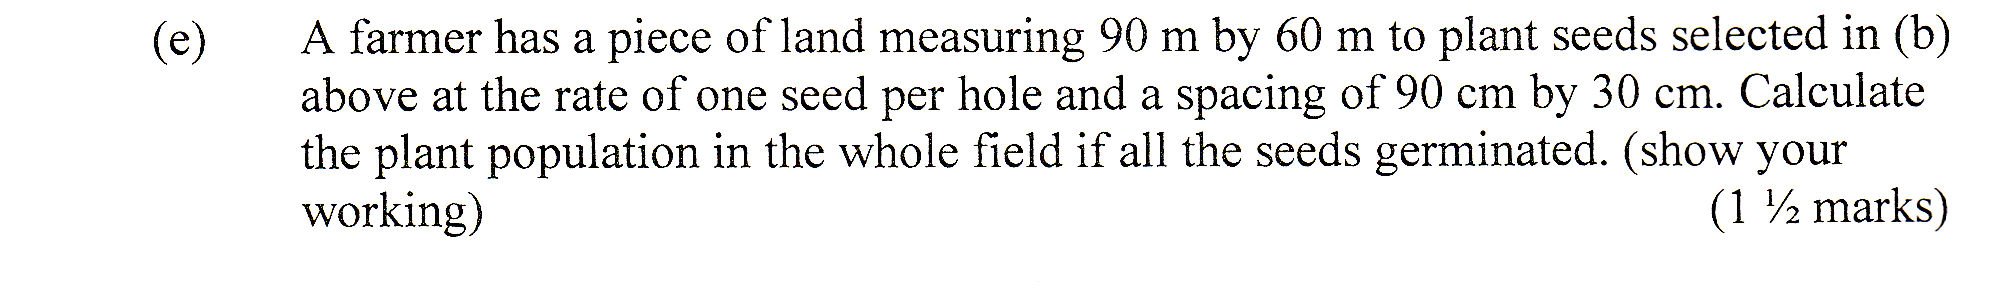 (e) A farmer has a piece of land measuring 90 m by 60 m to plant seeds selected in (b)
above at the rate of one seed per hole and a spacing of 90 cm by 30 cm. Calculate
the plant population in the whole field if all the seeds germinated. (show your
working) (1 ½ marks)